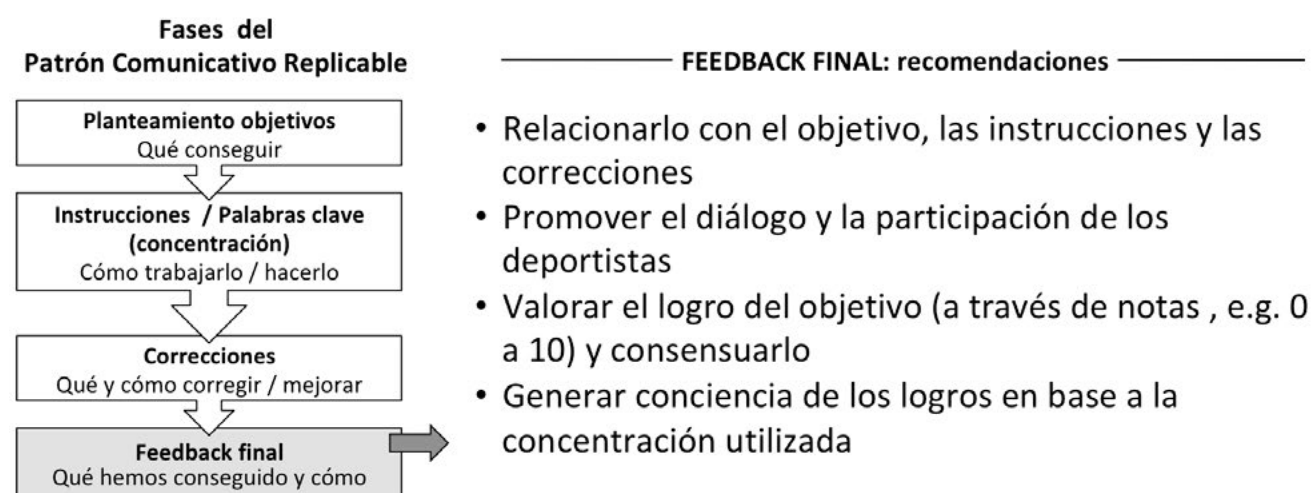 Fases del
Patrón Comunicativo Replicable
Planteamiento objetivos
Qué conseguir
Instrucciones / Palabras clave
(concentración)
Cómo trabajarlo / hacerlo
Correcciones
Qué y cómo corregir / mejorar
Feedback final
Qué hemos conseguido y cómo
FEEDBACK FINAL: recomendaciones
• Relacionarlo con el objetivo, las instrucciones y las
correcciones
• Promover el diálogo y la participación de los
deportistas
• Valorar el logro del objetivo (a través de notas , e.g. 0
a 10) y consensuarlo
• Generar conciencia de los logros en base a la
concentración utilizada